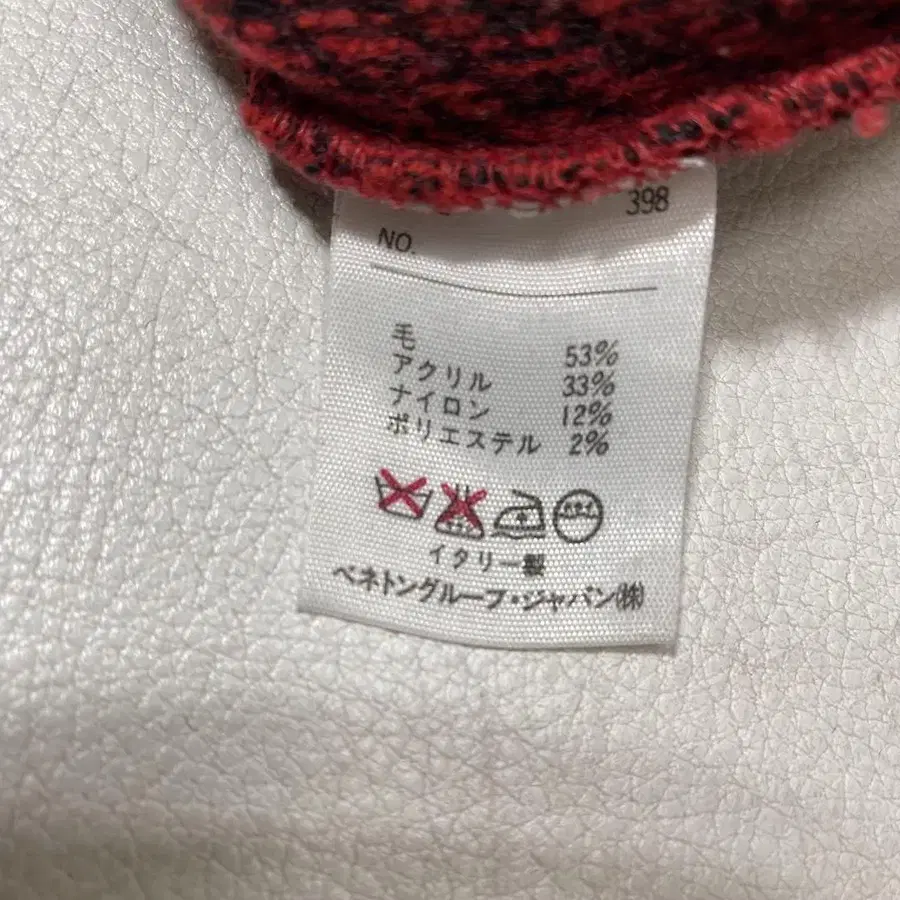 398
NO.
毛 53%
アクリル 33%
ナイロン 12%
ポリエステル 2%
イタリー製
ベネトングループ・ジャパン(株)